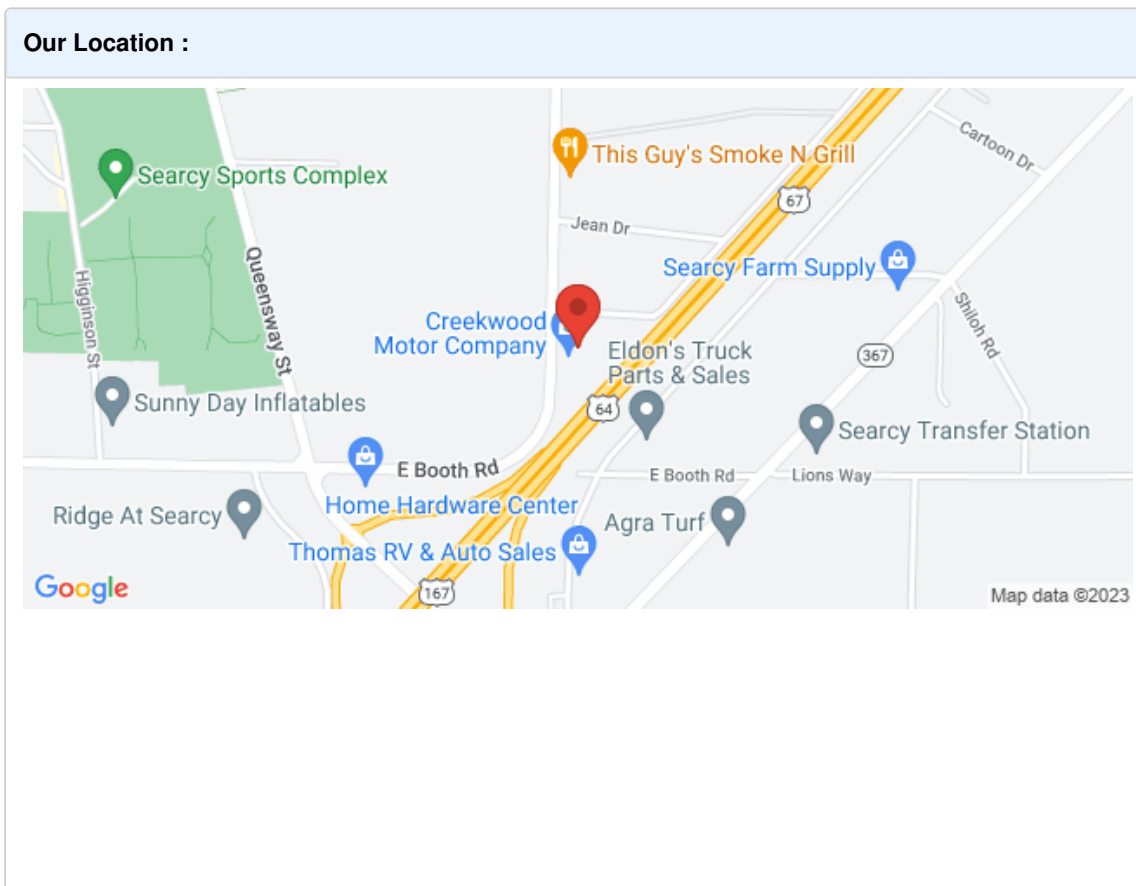 Our Location :
This Guy's Smoke N Grill
Cartoon Dr
Searcy Sports Complex
67
Jean Dr
Queensway St
Searcy Farm Supply
Higginson St
Shiloh Rd
Creekwood
Motor Company
Eldon's Truck
Parts & Sales
367
64
Sunny Day Inflatables
Searcy Transfer Station
E Booth Rd
E Booth Rd
Lions Way
Home Hardware Center
Ridge At Searcy
Agra Turf
Thomas RV & Auto Sales
167
Google
Map data ©2023